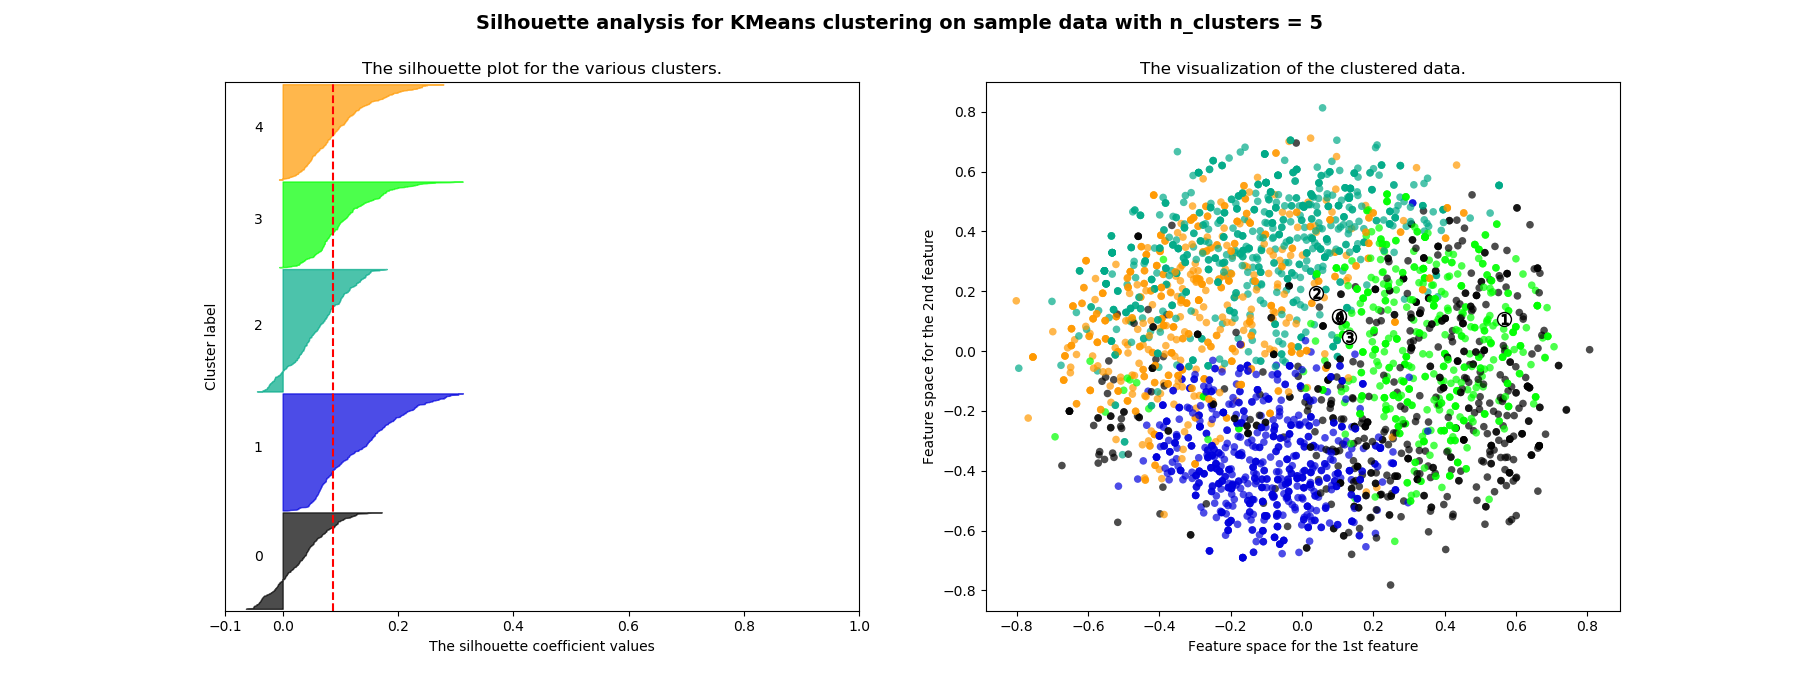 Silhouette analysis for KMeans clustering on sample data with n_clusters = 5
The silhouette plot for the various clusters.
Cluster label
4
3
2
1
0
−0.1 0.0 0.2 0.4 0.6 0.8 1.0
The silhouette coefficient values
The visualization of the clustered data.
Feature space for the 2nd feature
0.8
0.6
0.4
0.2
0.0
−0.2
−0.4
−0.6
−0.8
2
1
3
−0.8 −0.6 −0.4 −0.2 0.0 0.2 0.4 0.6 0.8
Feature space for the 1st feature